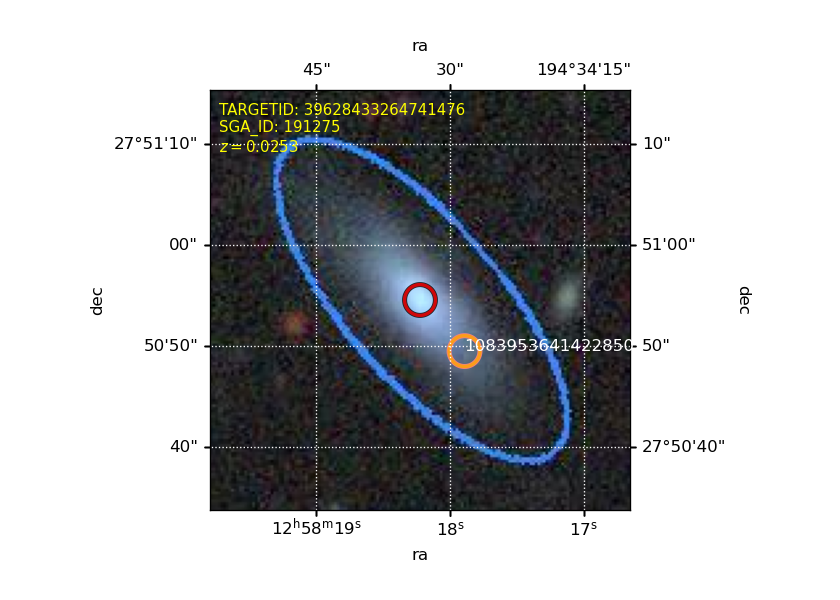 ra
45" 30" 194°34'15"
TARGETID: 39628433264741476
SGA_ID: 191275
z = 0.0253
27°51'10" 10"
00" 51'00"
dec dec
1083953641422850
50'50" 50"
40" 27°50'40"
12h58m19s 18s 17s
ra